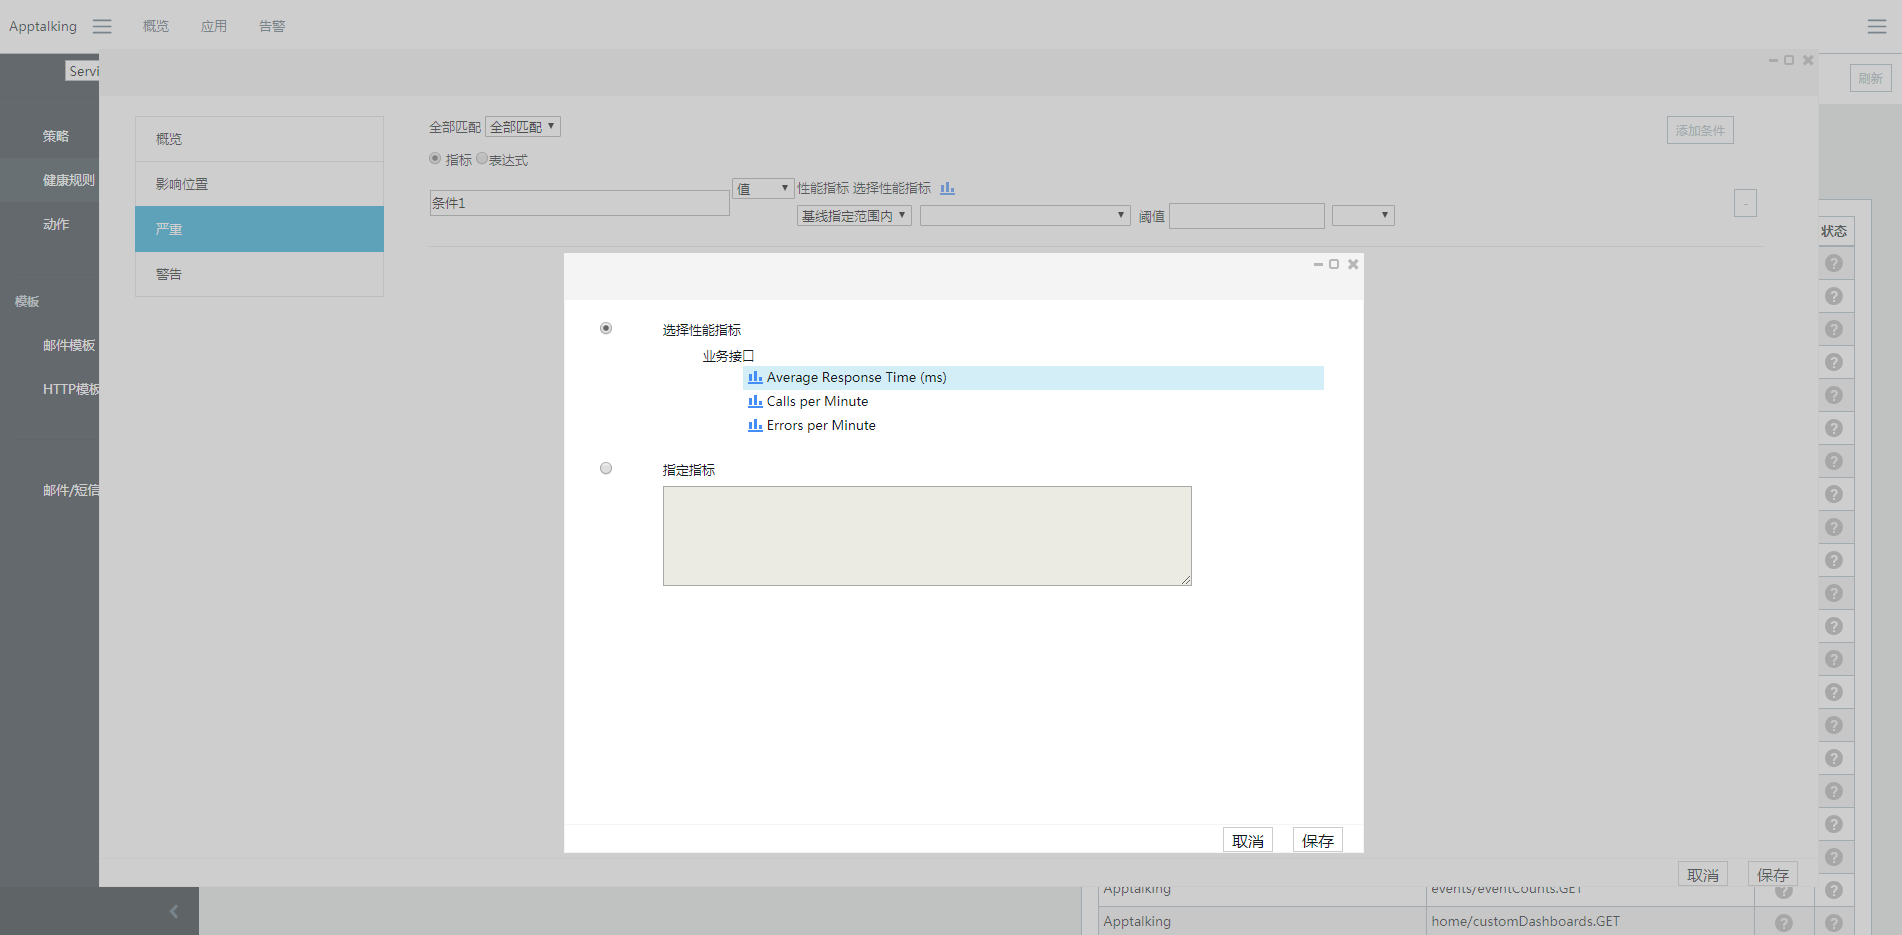 Apptalking 概览 应用 告警
Servi
刷新
策略
健康规则
动作
模板
邮件模板
HTTP模板
邮件/短信
概览
影响位置
严重
警告
全部匹配 全部匹配
添加条件
指标 表达式
条件1 值 性能指标 选择性能指标
-
基线指定范围内 阈值
状态
选择性能指标
业务接口
Average Response Time (ms)
Calls per Minute
Errors per Minute
指定指标
取消 保存
取消 保存
Apptalking events/eventCounts.GET
Apptalking home/customDashboards.GET